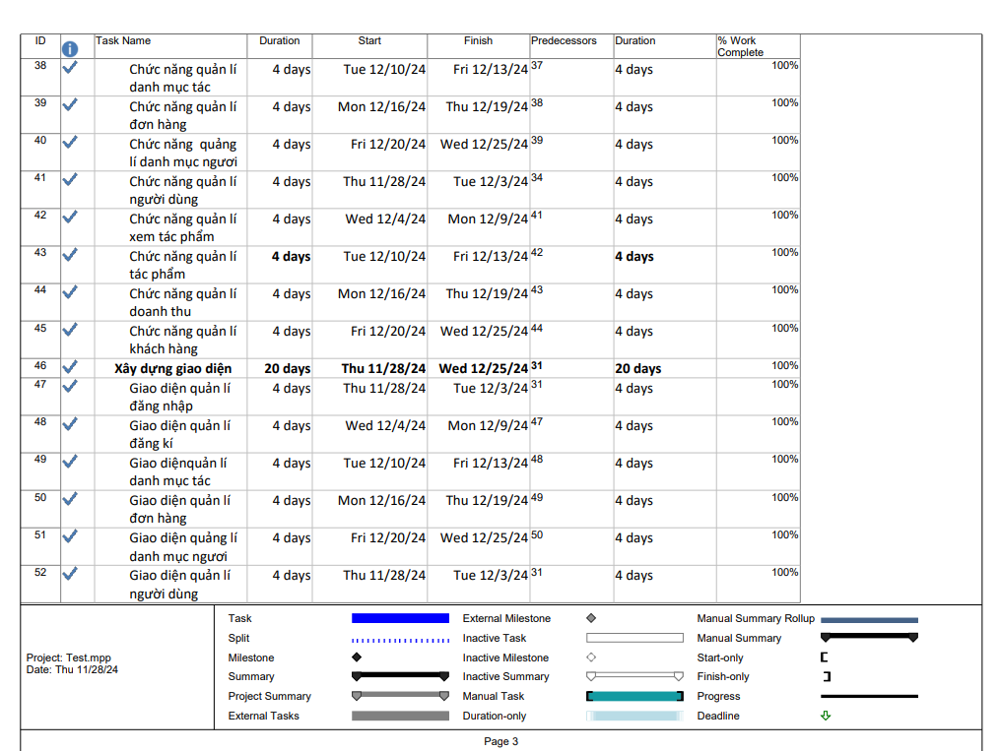 ID Task Name Duration Start Finish Predecessors Duration % Work
Complete
38 Chức năng quản lí 4 days Tue 12/10/24 Fri 12/13/24 37 4 days 100%
danh mục tác
39 Chức năng quản lí 4 days Mon 12/16/24 Thu 12/19/24 38 4 days 100%
đơn hàng
40 Chức năng  quảng 4 days Fri 12/20/24 Wed 12/25/24 39 4 days 100%
lí danh mục ngươi
41 Chức năng quản lí 4 days Thu 11/28/24 Tue 12/3/24 34 4 days 100%
người dùng
42 Chức năng quản lí 4 days Wed 12/4/24 Mon 12/9/24 41 4 days 100%
xem tác phẩm
43 Chức năng quản lí 4 days Tue 12/10/24 Fri 12/13/24 42 4 days 100%
tác phẩm
44 Chức năng quản lí 4 days Mon 12/16/24 Thu 12/19/24 43 4 days 100%
doanh thu
45 Chức năng quản lí 4 days Fri 12/20/24 Wed 12/25/24 44 4 days 100%
khách hàng
46 Xây dựng giao diện 20 days Thu 11/28/24 Wed 12/25/24 31 20 days 100%
47 Giao diện quản lí 4 days Thu 11/28/24 Tue 12/3/24 31 4 days 100%
đăng nhập
48 Giao diện quản lí 4 days Wed 12/4/24 Mon 12/9/24 47 4 days 100%
đăng kí
49 Giao diệnquản lí 4 days Tue 12/10/24 Fri 12/13/24 48 4 days 100%
danh mục tác
50 Giao diện quản lí 4 days Mon 12/16/24 Thu 12/19/24 49 4 days 100%
đơn hàng
51 Giao diện quảng lí 4 days Fri 12/20/24 Wed 12/25/24 50 4 days 100%
danh mục ngươi
52 Giao diện quản lí 4 days Thu 11/28/24 Tue 12/3/24 31 4 days 100%
người dùng
Project: Test.mpp
Date: Thu 11/28/24
Task
Split
Milestone
Summary
Project Summary
External Tasks
External Milestone
Inactive Task
Inactive Milestone
Inactive Summary
Manual Task
Duration-only
Manual Summary Rollup
Manual Summary
Start-only
Finish-only
Progress
Deadline
Page 3